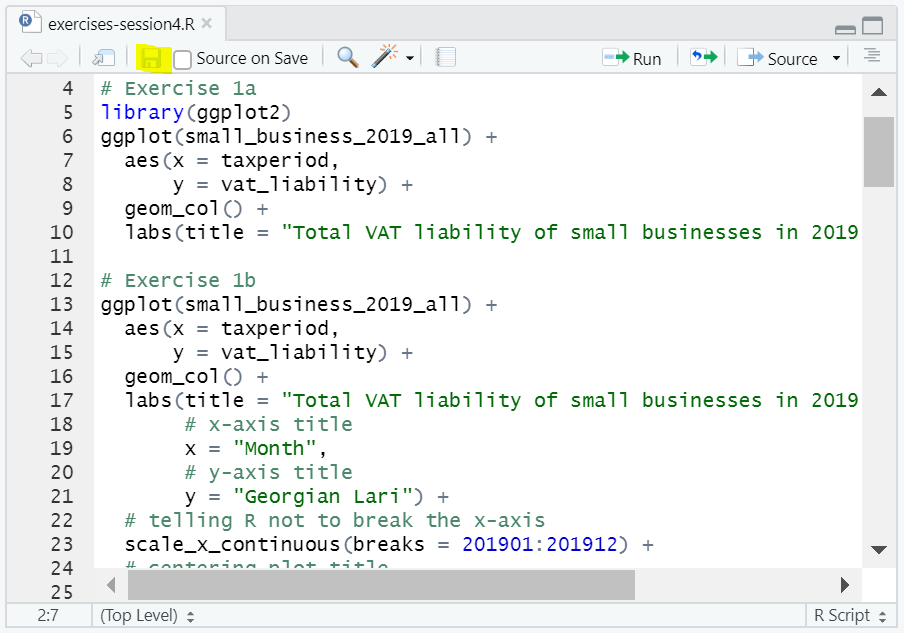 exercises-session4.R
Source on Save Run Source
4 # Exercise 1a
5 library(ggplot2)
6 ggplot(small_business_2019_all) +
7   aes(x = taxperiod,
8       y = vat_liability) +
9   geom_col() +
10   labs(title = "Total VAT liability of small businesses in 2019
11
12 # Exercise 1b
13 ggplot(small_business_2019_all) +
14   aes(x = taxperiod,
15       y = vat_liability) +
16   geom_col() +
17   labs(title = "Total VAT liability of small businesses in 2019
18        # x-axis title
19        x = "Month",
20        # y-axis title
21        y = "Georgian Lari") +
22   # telling R not to break the x-axis
23   scale_x_continuous(breaks = 201901:201912) +
24   # centering plot title
25
2:7 (Top Level) R Script